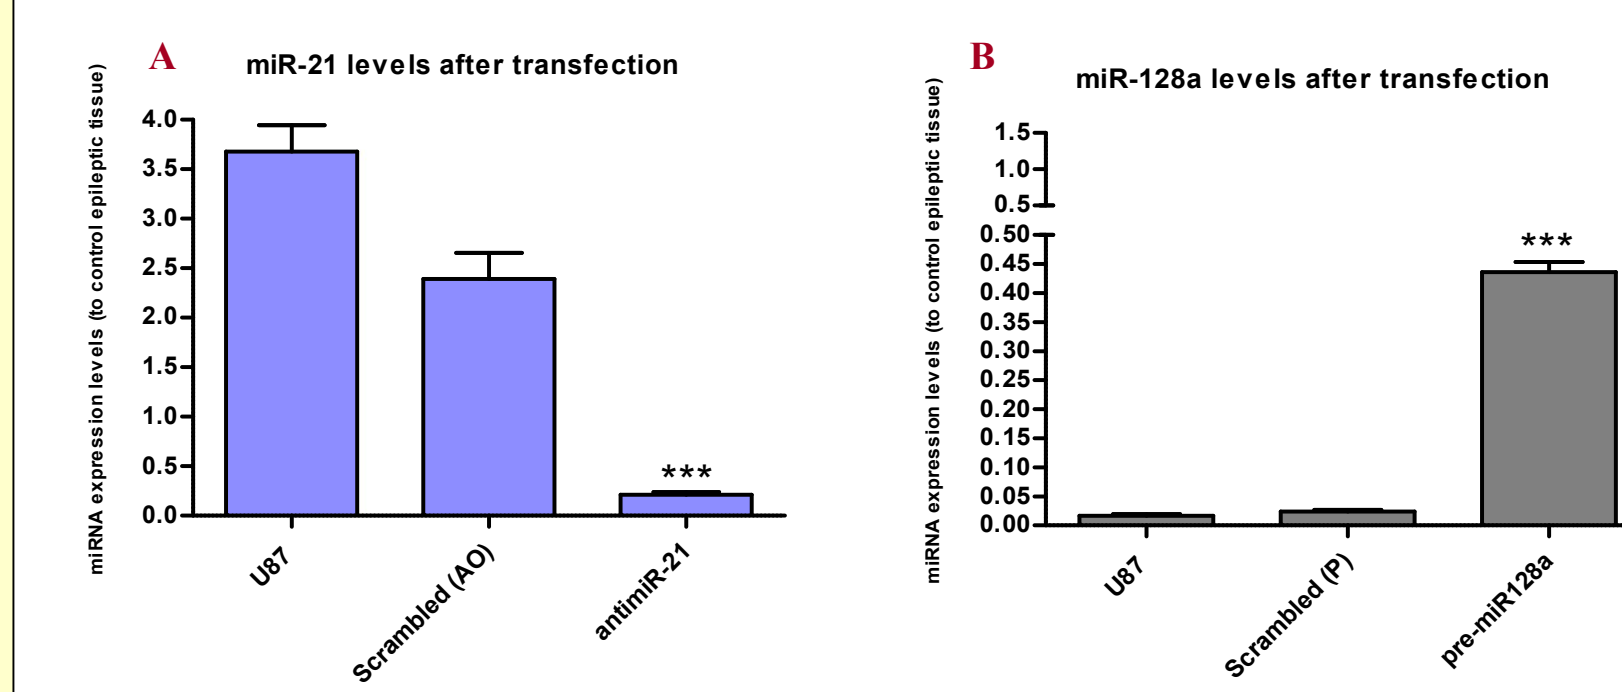 A
miR-21 levels after transfection
miRNA expression levels (to control epileptic tissue)
4.0
3.5
3.0
2.5
2.0
1.5
1.0
0.5
0.0
***
U87
Scrambled (AO)
antimiR-21
B
miR-128a levels after transfection
miRNA expression levels (to control epileptic tissue)
1.5
1.0
0.5
0.50
0.45
0.40
0.35
0.30
0.25
0.20
0.15
0.10
0.05
0.00
***
U87
Scrambled (P)
pre-miR128a